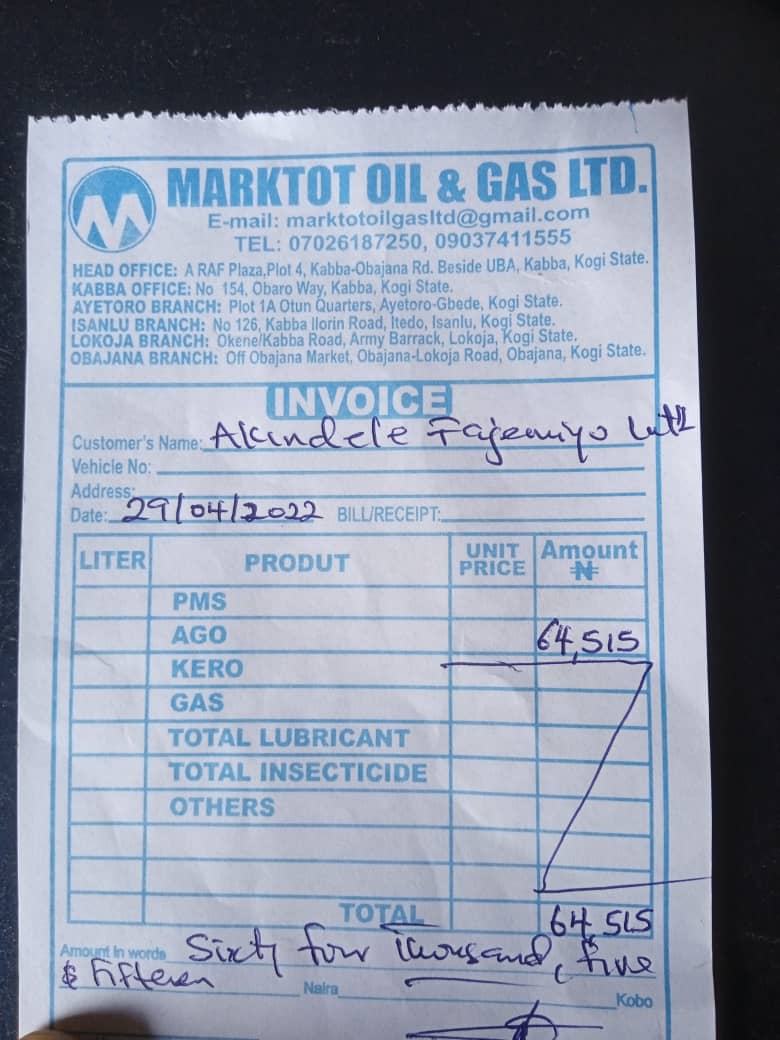 MARKTOT OIL & GAS LTD.
E-mail: marktotoilgasltd@gmail.com
TEL: 07026187250, 09037411555
HEAD OFFICE: A RAF Plaza,Plot 4, Kabba-Obajana Rd. Beside UBA, Kabba, Kogi State.
KABBA OFFICE: No 154, Obaro Way, Kabba, Kogi State.
AYETORO BRANCH: Plot 1A Otun Quarters, Ayetoro-Gbede, Kogi State.
ISANLU BRANCH: No 126, Kabba Ilorin Road, Itedo, Isanlu, Kogi State.
LOKOJA BRANCH: Okene/Kabba Road, Army Barrack, Lokoja, Kogi State.
OBAJANA BRANCH: Off Obajana Market, Obajana-Lokoja Road, Obajana, Kogi State.
INVOICE
Customer's Name: Akindele Fajemiyo
Vehicle No:
Address:
Date: 29/04/2022 BILL/RECEIPT:
LITER PRODUT UNIT PRICE Amount ₦
PMS
AGO 64,515
KERO
GAS
TOTAL LUBRICANT
TOTAL INSECTICIDE
OTHERS
TOTAL 64,515
Amount in words Sixty four Thousand, five
& fifteen Naira Kobo